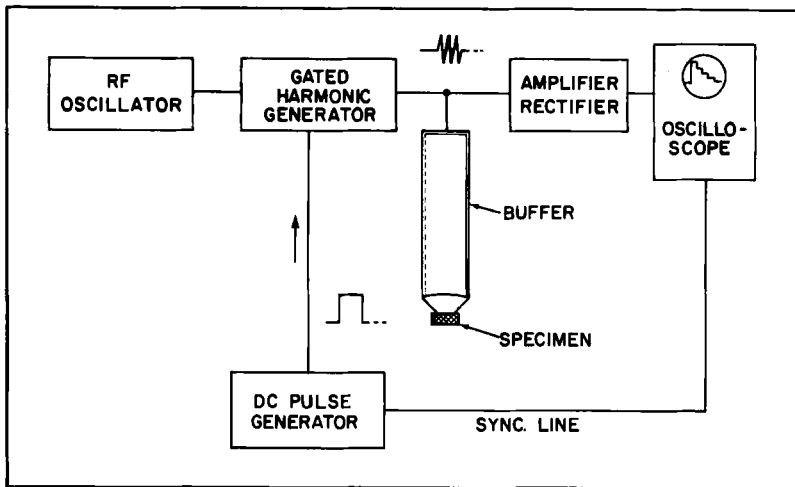 RF
OSCILLATOR
GATED
HARMONIC
GENERATOR
AMPLIFIER
RECTIFIER
OSCILLO-
SCOPE
BUFFER
SPECIMEN
DC PULSE
GENERATOR
SYNC. LINE